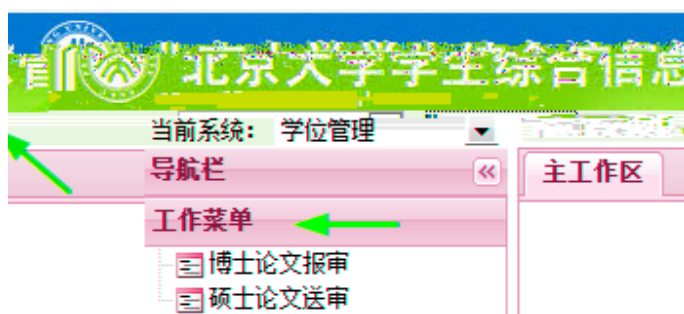 北京大学学生综合信息
当前系统： 学位管理
导航栏
主工作区
工作菜单
博士论文报审
硕士论文送审